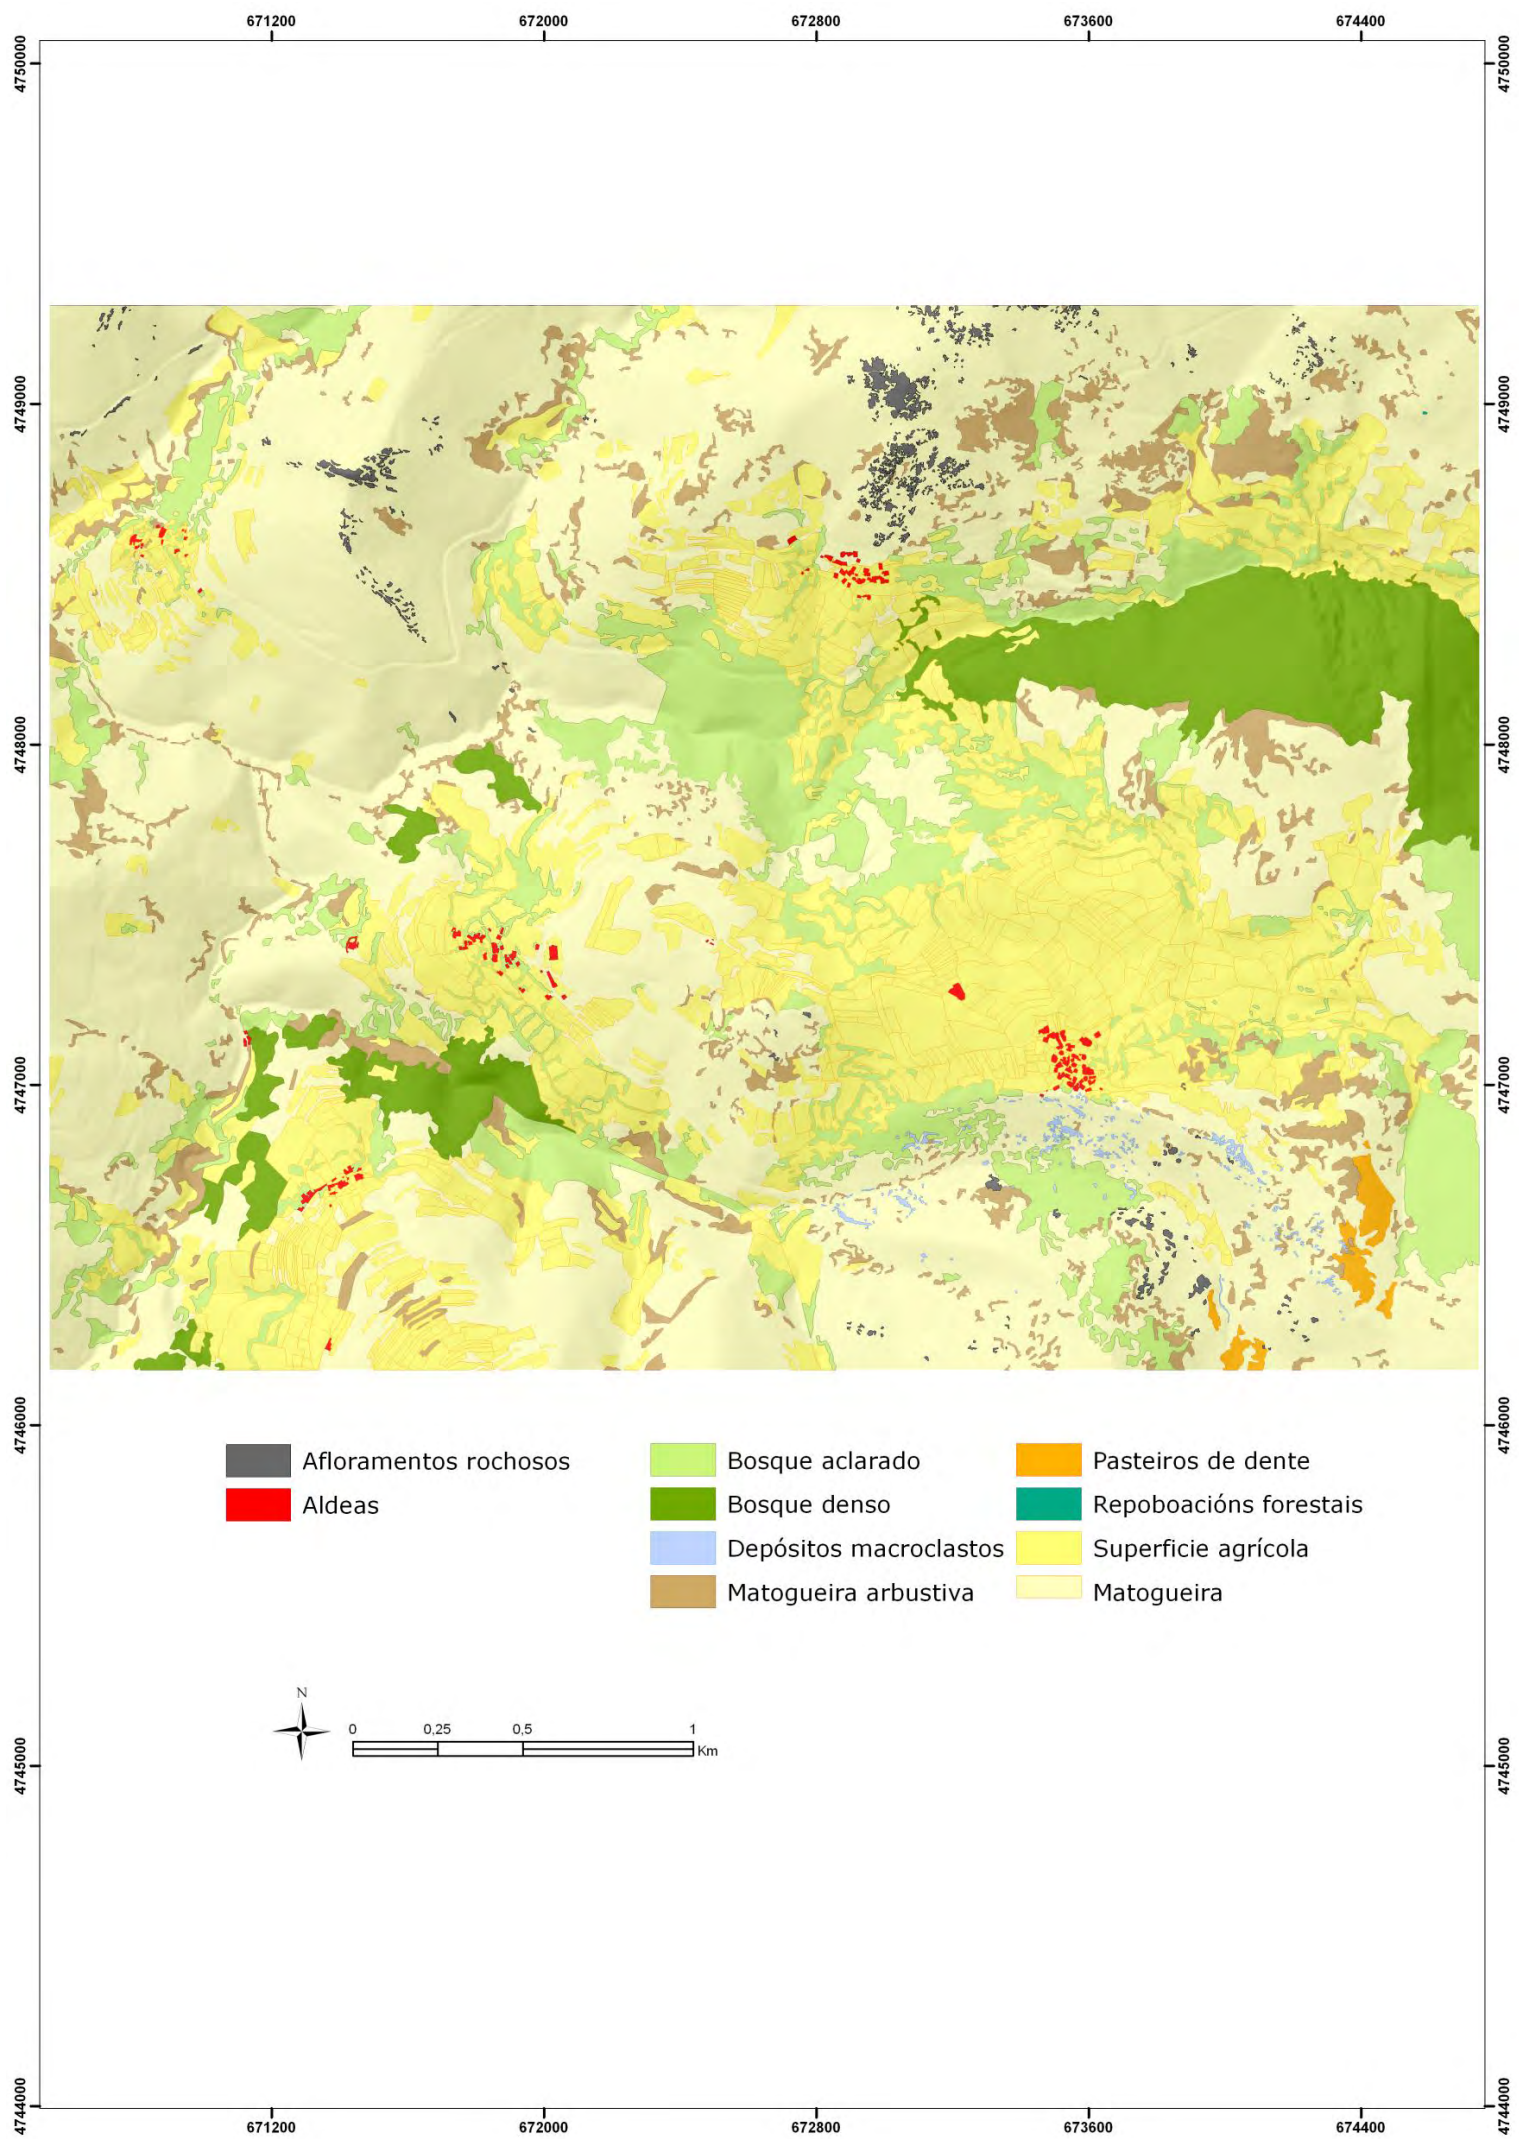 671200 672000 672800 673600 674400
4750000 4750000
4749000 4749000
4748000 4748000
4747000 4747000
4746000 4746000
Afloramentos rochosos
Aldeas
Bosque aclarado
Bosque denso
Depósitos macroclastos
Matogueira arbustiva
Pasteiros de dente
Repoboacións forestais
Superficie agrícola
Matogueira
N
0 0,25 0,5 1
Km
4745000 4745000
4744000 4744000
671200 672000 672800 673600 674400